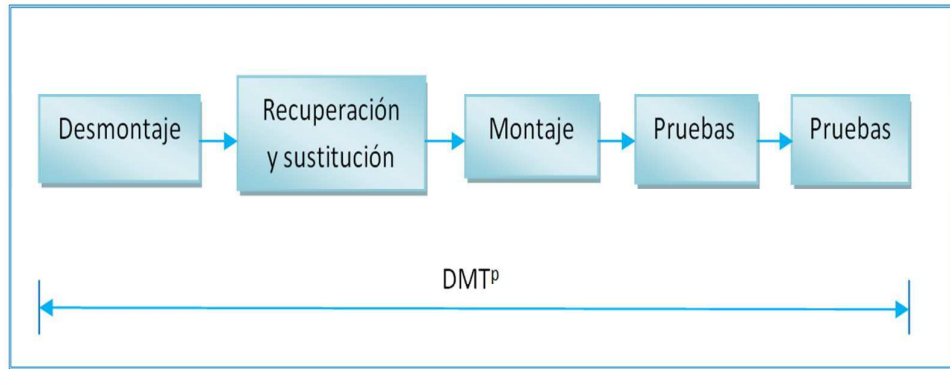 Desmontaje
Recuperación
y sustitución
Montaje
Pruebas
Pruebas
DMTᵖ